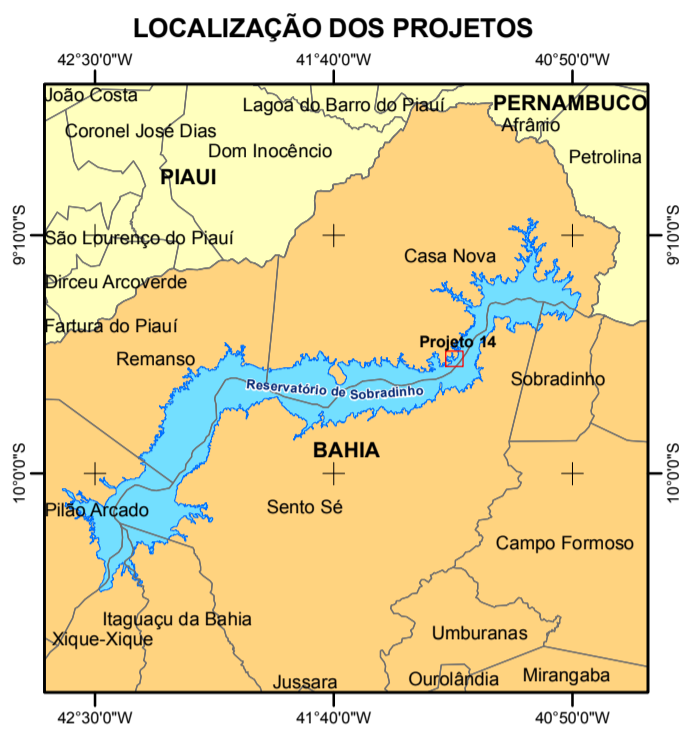 LOCALIZAÇÃO DOS PROJETOS
42°30'0"W 41°40'0"W 40°50'0"W
João Costa
Lagoa do Barro do Piauí
PERNAMBUCO
Afrânio
Coronel José Dias
Dom Inocêncio
Petrolina
PIAUI
9°10'0"S
São Lourenço do Piauí
9°10'0"S
Casa Nova
Dirceu Arcoverde
Fartura do Piauí
Projeto 14
Remanso
Sobradinho
Reservatório de Sobradinho
BAHIA
10°0'0"S
10°0'0"S
Pilão Arcado
Sento Sé
Campo Formoso
Itaguaçu da Bahia
Xique-Xique
Umburanas
Jussara
Ourolândia
Mirangaba
42°30'0"W 41°40'0"W 40°50'0"W